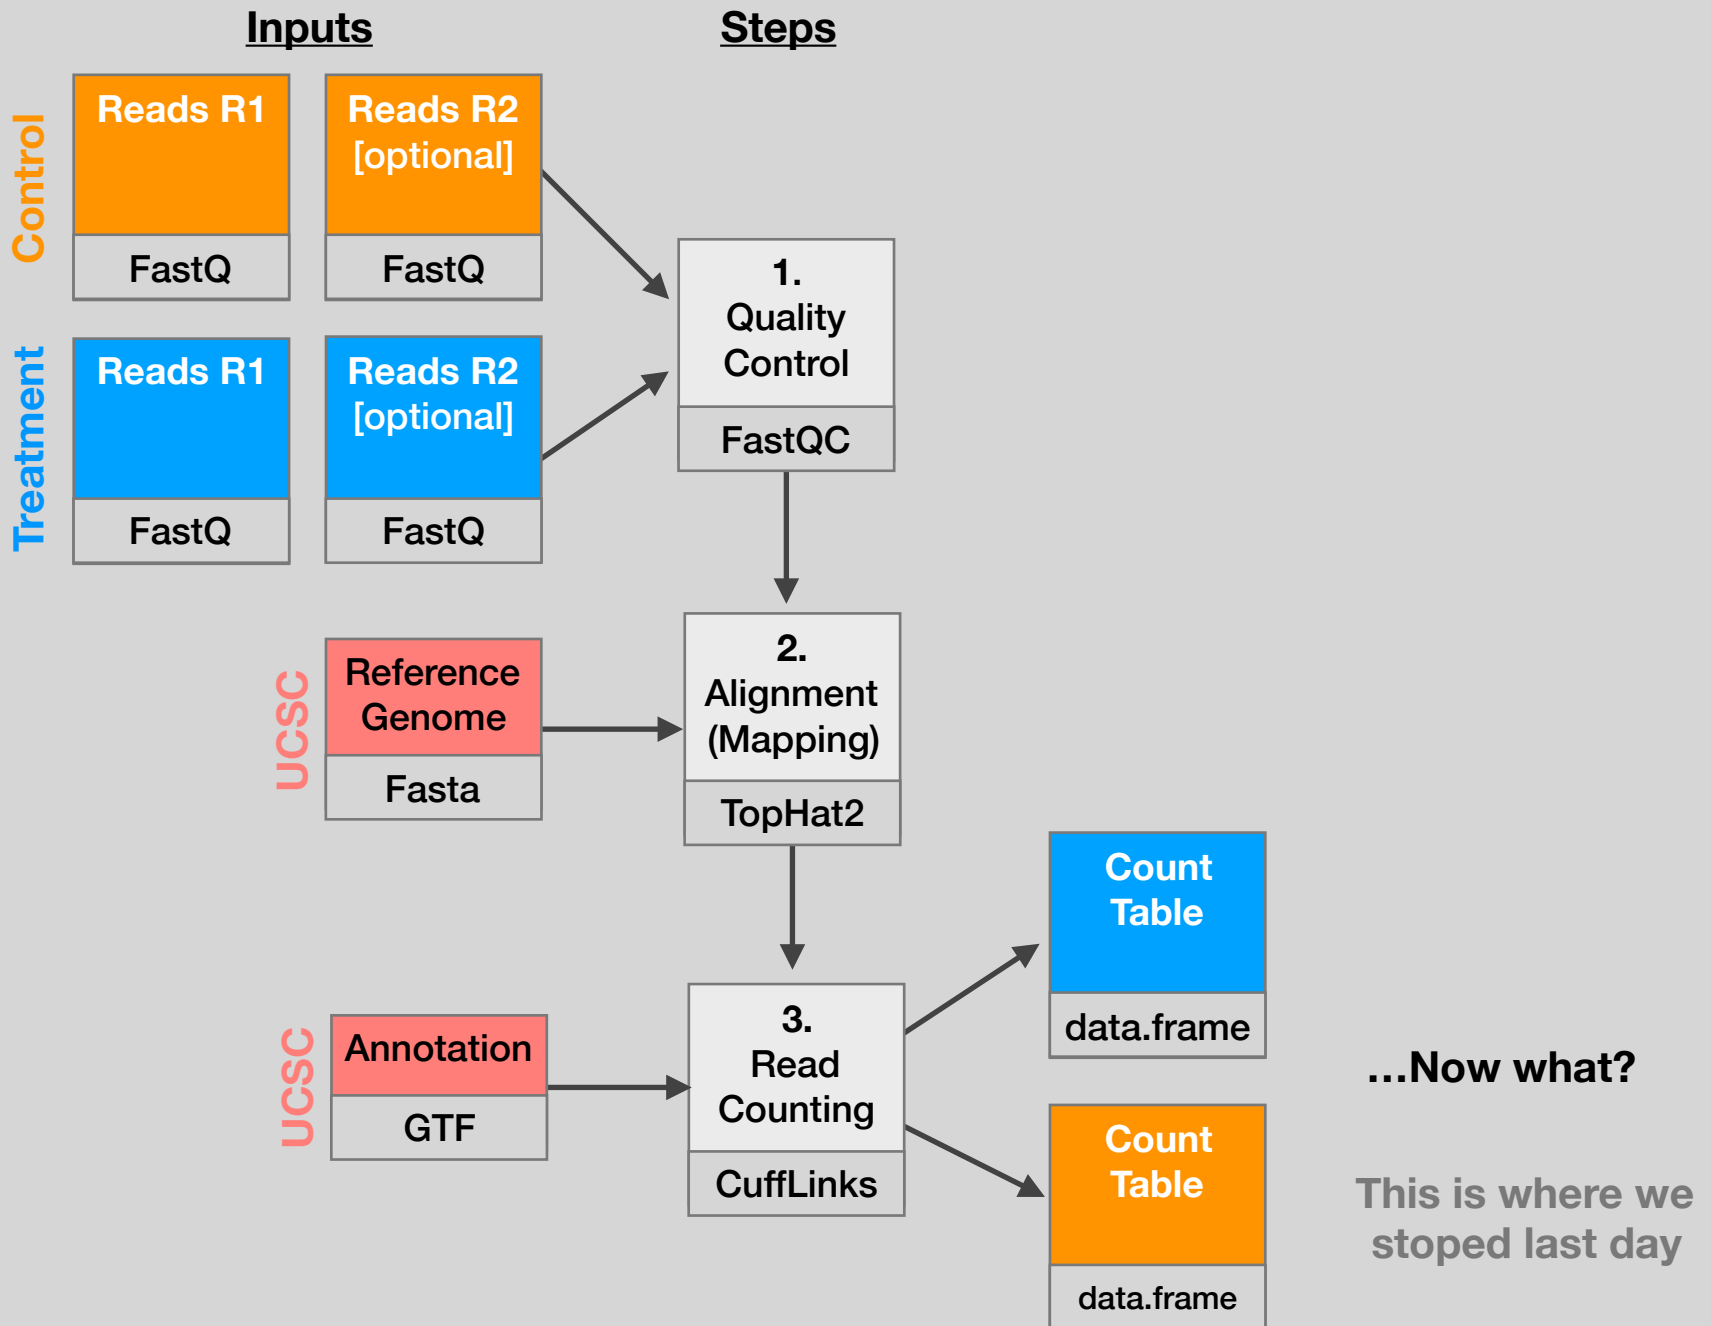 Inputs
Steps
Control
Reads R1
FastQ
Reads R2
[optional]
FastQ
Treatment
Reads R1
FastQ
Reads R2
[optional]
FastQ
1.
Quality
Control
FastQC
UCSC
Reference
Genome
Fasta
2.
Alignment
(Mapping)
TopHat2
UCSC
Annotation
GTF
3.
Read
Counting
CuffLinks
Count
Table
data.frame
Count
Table
data.frame
...Now what?
This is where we
stoped last day